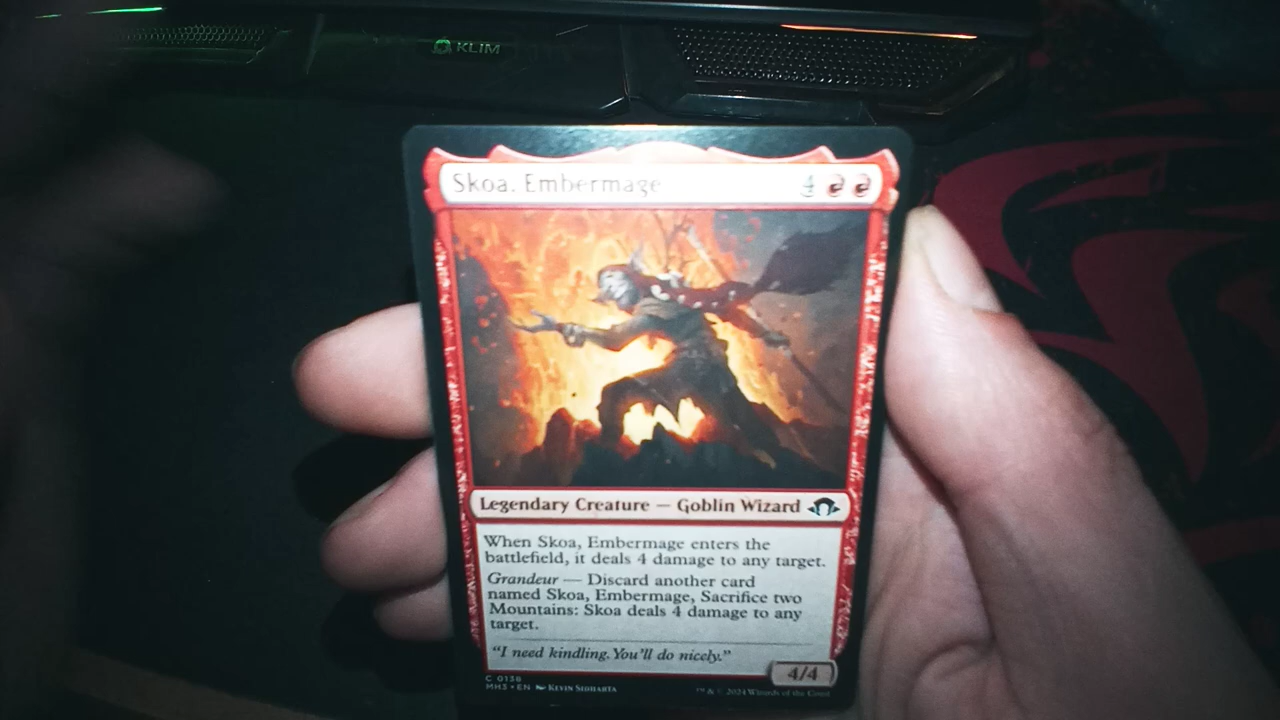 KLIM
Skoa, Embermage 4
Legendary Creature — Goblin Wizard
When Skoa, Embermage enters the
battlefield, it deals 4 damage to any target.
Grandeur — Discard another card
named Skoa, Embermage, Sacrifice two
Mountains: Skoa deals 4 damage to any
target.
"I need kindling. You'll do nicely."
4/4
C 0138
MH3 • EN Kevin Sidharta
™ & © 2024 Wizards of the Coast